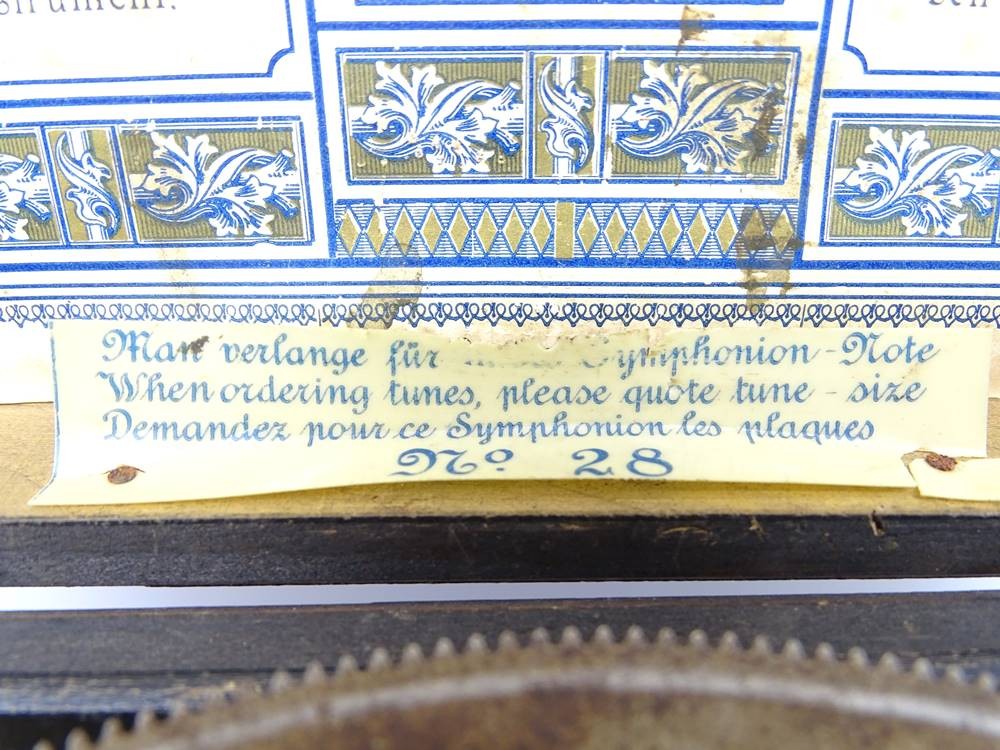 Man verlange für Symphonion-Note
When ordering tunes, please quote tune - size
Demandez pour ce Symphonion les plaques
No 28